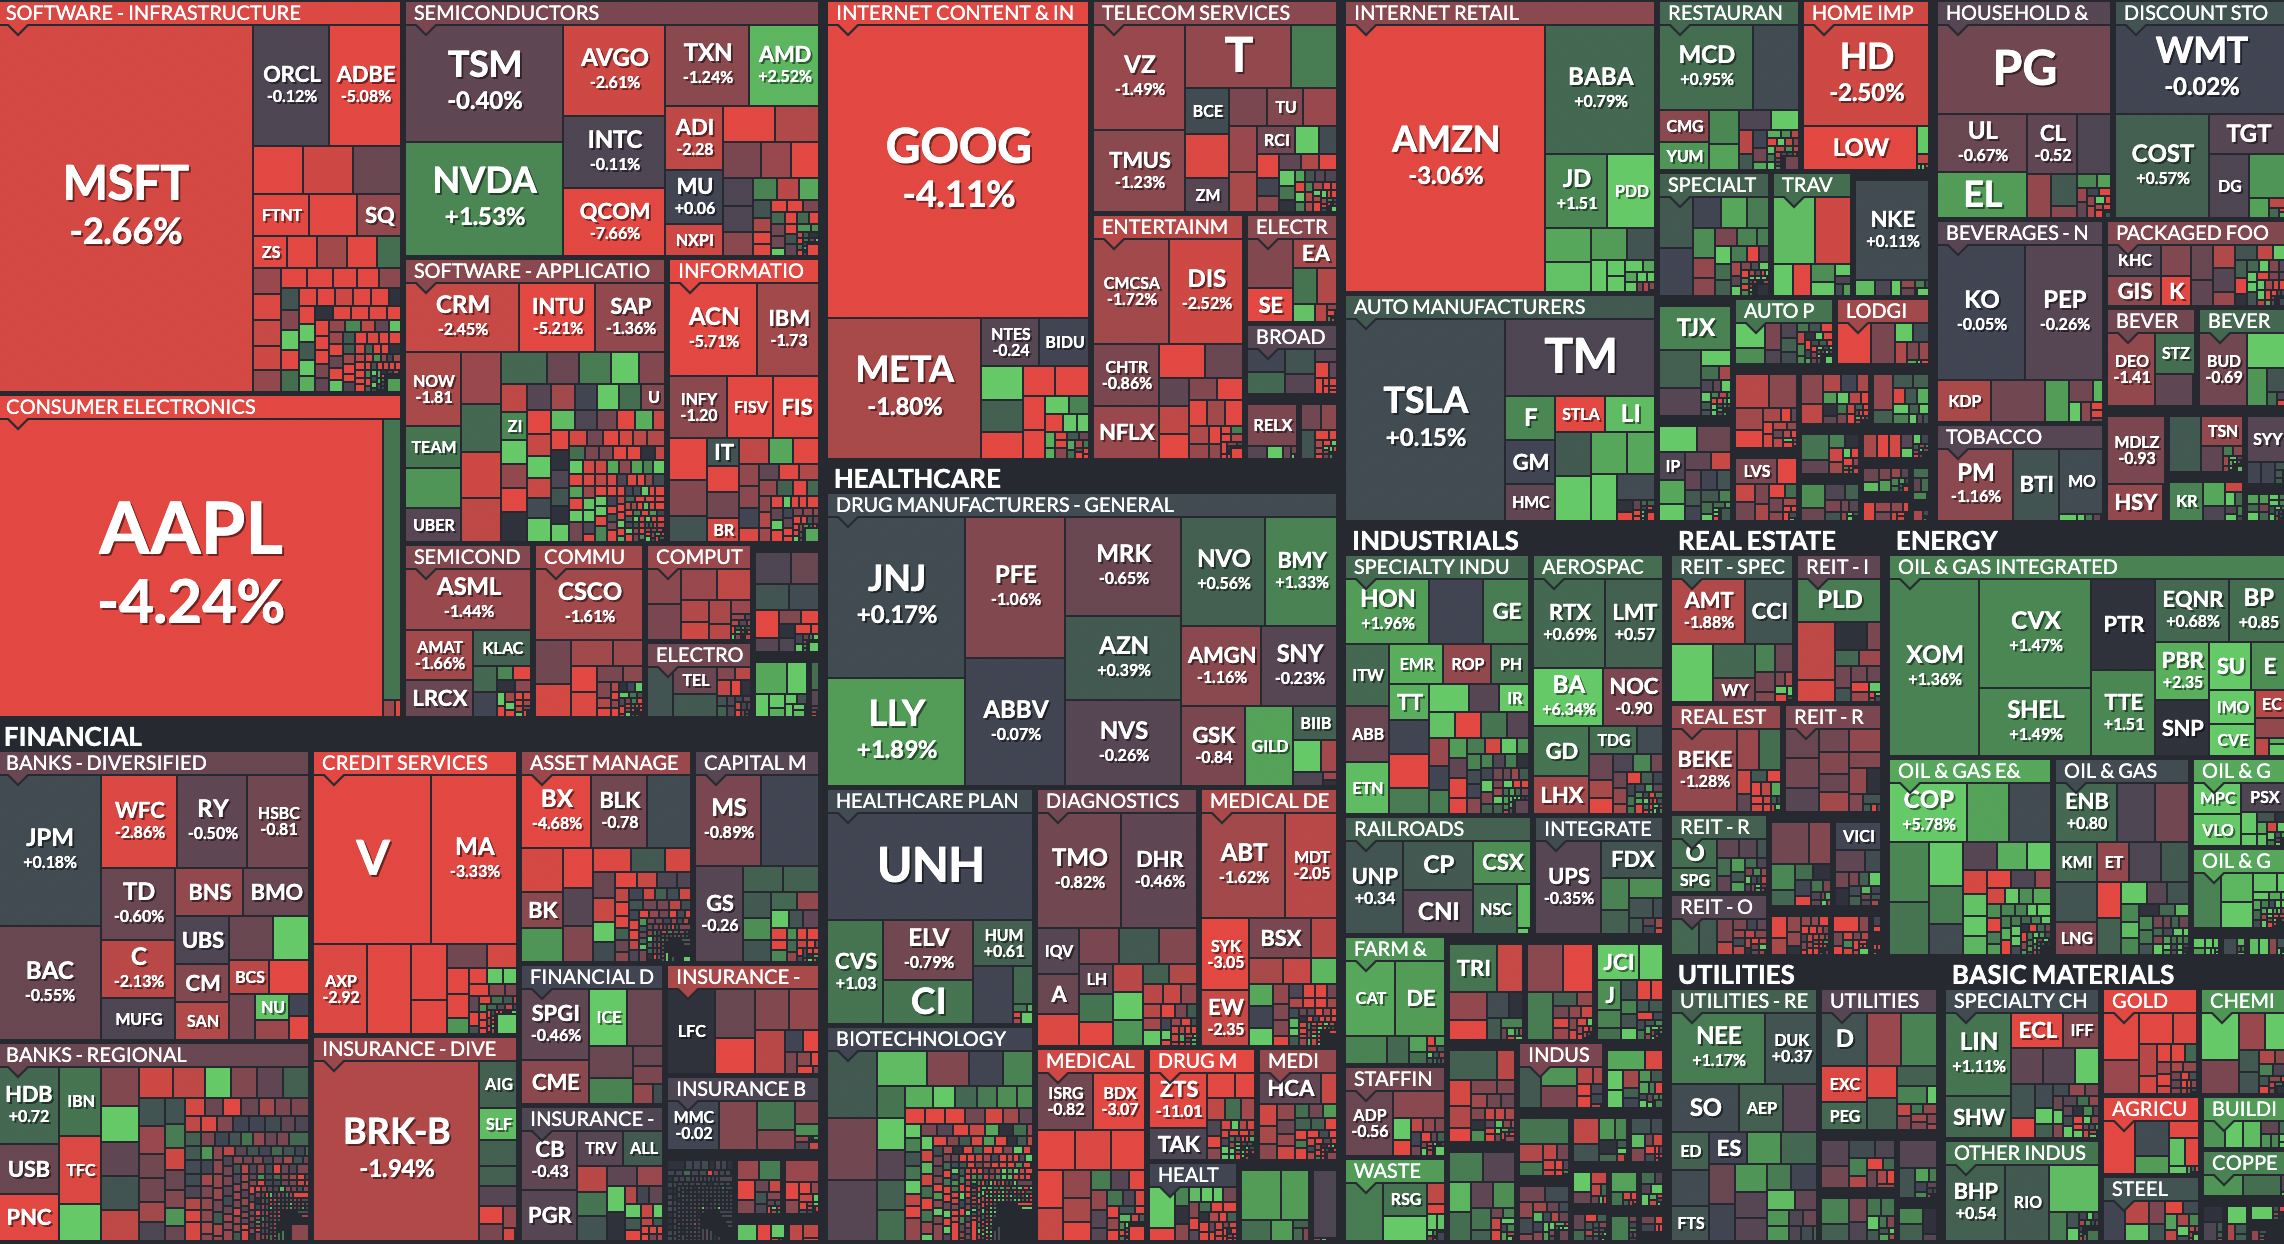 SOFTWARE - INFRASTRUCTURE
MSFT
-2.66%
ORCL
-0.12%
ADBE
-5.08%
FTNT
SQ
ZS
CONSUMER ELECTRONICS
AAPL
-4.24%
SEMICONDUCTORS
TSM
-0.40%
NVDA
+1.53%
AVGO
-2.61%
INTC
-0.11%
QCOM
-7.66%
TXN
-1.24%
AMD
+2.52%
ADI
-2.28
MU
+0.06
NXPI
SOFTWARE - APPLICATIO
CRM
-2.45%
INTU
-5.21%
SAP
-1.36%
NOW
-1.81
U
ZI
TEAM
UBER
INFORMATIO
ACN
-5.71%
IBM
-1.73
INFY
-1.20
FISV
FIS
IT
BR
SEMICOND
ASML
-1.44%
AMAT
-1.66%
KLAC
LRCX
COMMU
CSCO
-1.61%
COMPUT
ELECTRO
TEL
INTERNET CONTENT & IN
GOOG
-4.11%
META
-1.80%
NTES
-0.24
BIDU
TELECOM SERVICES
VZ
-1.49%
T
TMUS
-1.23%
BCE
TU
RCI
ZM
ENTERTAINM
CMCSA
-1.72%
DIS
-2.52%
CHTR
-0.86%
NFLX
ELECTR
EA
SE
BROAD
RELX
INTERNET RETAIL
AMZN
-3.06%
BABA
+0.79%
JD
+1.51
PDD
AUTO MANUFACTURERS
TSLA
+0.15%
TM
F
STLA
LI
GM
HMC
RESTAURAN
MCD
+0.95%
CMG
YUM
HOME IMP
HD
-2.50%
LOW
SPECIALT
TRAV
NKE
+0.11%
TJX
AUTO P
LODGI
IP
LVS
HOUSEHOLD &
PG
UL
-0.67%
CL
-0.52
EL
DISCOUNT STO
WMT
-0.02%
COST
+0.57%
TGT
DG
BEVERAGES - N
KO
-0.05%
PEP
-0.26%
KDP
PACKAGED FOO
KHC
GIS
K
BEVER
DEO
-1.41
STZ
BEVER
BUD
-0.69
TOBACCO
PM
-1.16%
BTI
MO
MDLZ
-0.93
TSN
SYY
HSY
KR
FINANCIAL
BANKS - DIVERSIFIED
JPM
+0.18%
WFC
-2.86%
RY
-0.50%
HSBC
-0.81
TD
-0.60%
BNS
BMO
BAC
-0.55%
C
-2.13%
UBS
CM
BCS
MUFG
SAN
NU
BANKS - REGIONAL
HDB
+0.72
IBN
USB
TFC
PNC
CREDIT SERVICES
V
MA
-3.33%
AXP
-2.92
INSURANCE - DIVE
BRK-B
-1.94%
AIG
SLF
ASSET MANAGE
BX
-4.68%
BLK
-0.78
BK
CAPITAL M
MS
-0.89%
GS
-0.26
FINANCIAL D
SPGI
-0.46%
ICE
CME
INSURANCE -
LFC
INSURANCE -
CB
-0.43
TRV
ALL
PGR
INSURANCE B
MMC
-0.02
HEALTHCARE
DRUG MANUFACTURERS - GENERAL
JNJ
+0.17%
PFE
-1.06%
MRK
-0.65%
NVO
+0.56%
BMY
+1.33%
LLY
+1.89%
ABBV
-0.07%
AZN
+0.39%
AMGN
-1.16%
SNY
-0.23%
NVS
-0.26%
GSK
-0.84
GILD
BIIB
HEALTHCARE PLAN
UNH
CVS
+1.03
ELV
-0.79%
HUM
+0.61
CI
DIAGNOSTICS
TMO
-0.82%
DHR
-0.46%
IQV
A
LH
MEDICAL DE
ABT
-1.62%
MDT
-2.05
SYK
-3.05
BSX
EW
-2.35
BIOTECHNOLOGY
MEDICAL
ISRG
-0.82
BDX
-3.07
DRUG M
ZTS
-11.01
TAK
MEDI
HCA
HEALT
INDUSTRIALS
SPECIALTY INDU
HON
+1.96%
GE
ITW
EMR
ROP
PH
TT
IR
ABB
ETN
AEROSPAC
RTX
+0.69%
LMT
+0.57
BA
+6.34%
NOC
-0.90
GD
TDG
LHX
RAILROADS
UNP
+0.34
CP
CSX
CNI
NSC
INTEGRATE
UPS
-0.35%
FDX
FARM &
CAT
DE
TRI
JCI
J
STAFFIN
ADP
-0.56
INDUS
WASTE
RSG
REAL ESTATE
REIT - SPEC
AMT
-1.88%
CCI
WY
REIT - I
PLD
REAL EST
BEKE
-1.28%
REIT - R
REIT - R
O
SPG
VICI
REIT - O
ENERGY
OIL & GAS INTEGRATED
XOM
+1.36%
CVX
+1.47%
SHEL
+1.49%
PTR
EQNR
+0.68%
BP
+0.85
PBR
+2.35
SU
E
TTE
+1.51
SNP
IMO
EC
CVE
OIL & GAS E&
COP
+5.78%
OIL & GAS
ENB
+0.80
KMI
ET
LNG
OIL & G
MPC
PSX
VLO
OIL & G
UTILITIES
UTILITIES - RE
NEE
+1.17%
DUK
+0.37
SO
AEP
ED
ES
FTS
UTILITIES
D
EXC
PEG
BASIC MATERIALS
SPECIALTY CH
LIN
+1.11%
ECL
IFF
SHW
GOLD
CHEMI
AGRICU
BUILDI
OTHER INDUS
BHP
+0.54
RIO
STEEL
COPPE